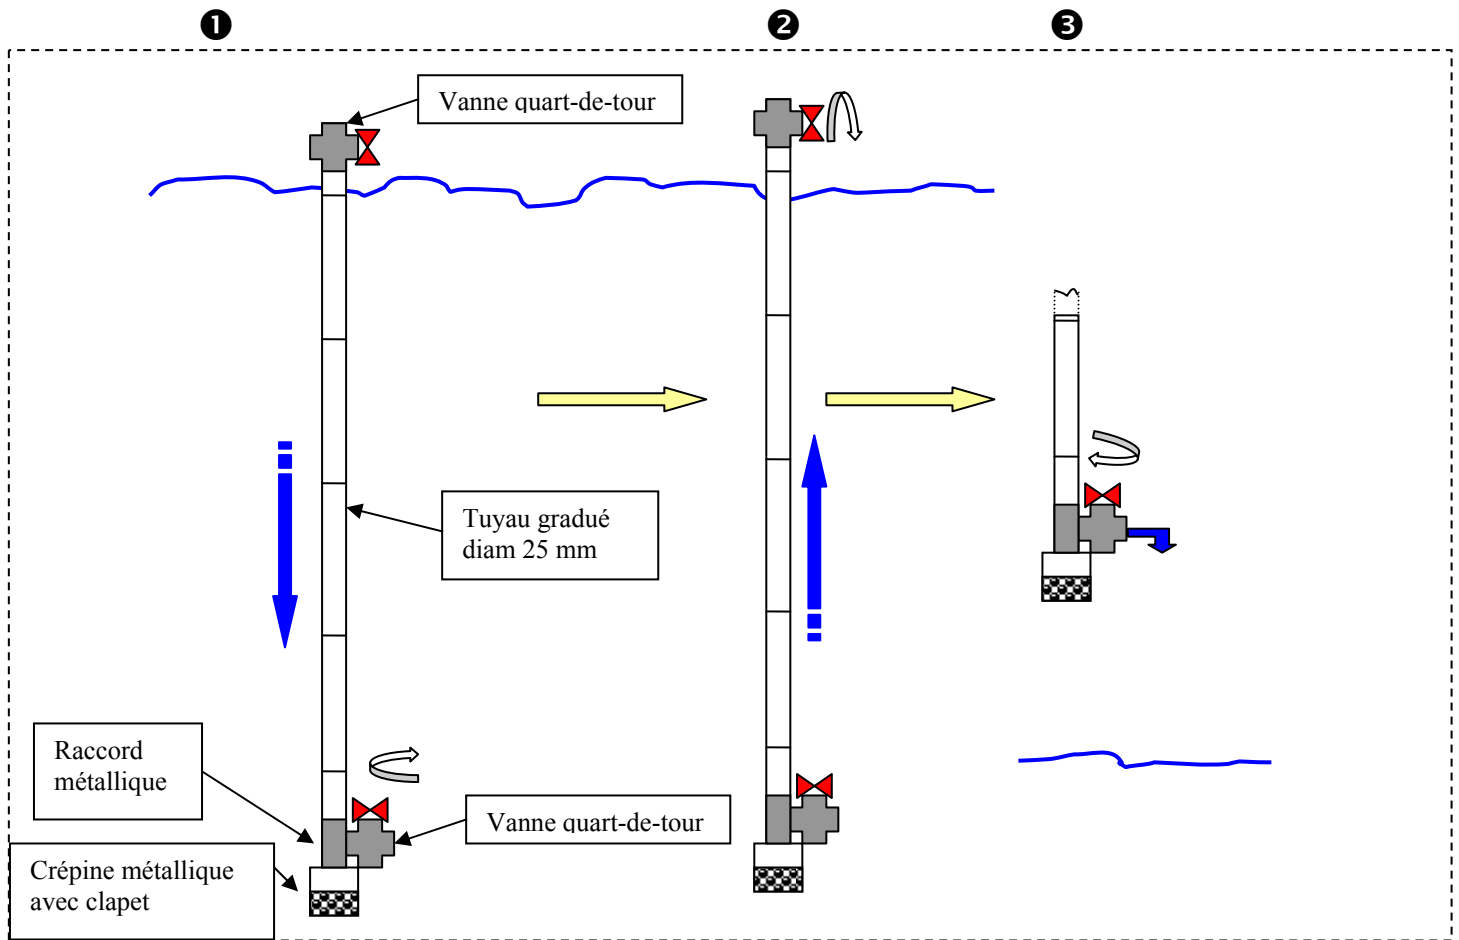 ❶ ❷ ❸
Vanne quart-de-tour
Tuyau gradué
diam 25 mm
Raccord
métallique
Vanne quart-de-tour
Crépine métallique
avec clapet